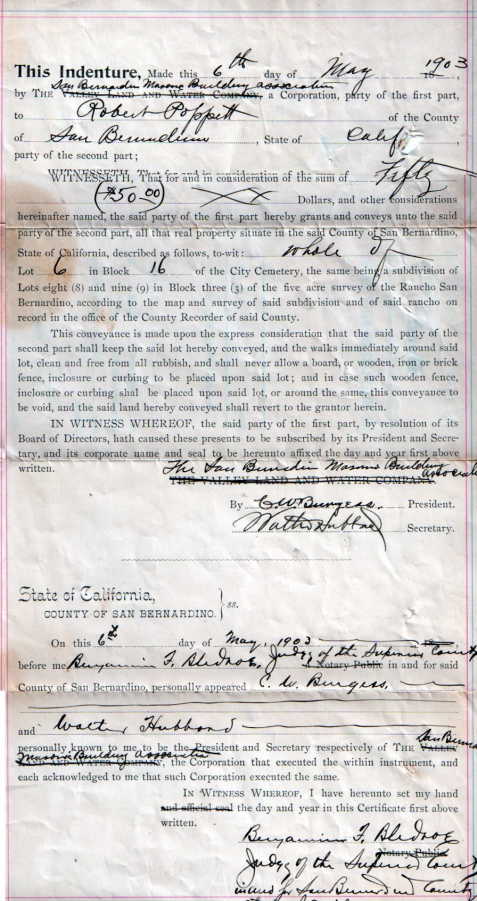 This Indenture, Made this 6th day of May 1903,
San Bernardino Masonic Building association
by THE VALLEY LAND AND WATER COMPANY, a Corporation, party of the first part,
to Robert Poppett of the County
of San Bernardino, State of Calif,
party of the second part;
WITNESSETH, That for and in consideration of the sum of Fifty
($50.00) Dollars, and other considerations
hereinafter named, the said party of the first part hereby grants and conveys unto the said
party of the second part, all that real property situate in the said County of San Bernardino,
State of California, described as follows, to-wit: Whole of
Lot 6 in Block 16 of the City Cemetery, the same being a subdivision of
Lots eight (8) and nine (9) in Block three (3) of the five acre survey of the Rancho San
Bernardino, according to the map and survey of said subdivision and of said rancho on
record in the office of the County Recorder of said County.
This conveyance is made upon the express consideration that the said party of the
second part shall keep the said lot hereby conveyed, and the walks immediately around said
lot, clean and free from all rubbish, and shall never allow a board, or wooden, iron or brick
fence, inclosure or curbing to be placed upon said lot; and in case such wooden fence,
inclosure or curbing shal be placed upon said lot, or around the same, this conveyance to
be void, and the said land hereby conveyed shall revert to the grantor herein.
IN WITNESS WHEREOF, the said party of the first part, by resolution of its
Board of Directors, hath caused these presents to be subscribed by its President and Secre-
tary, and its corporate name and seal to be hereunto affixed the day and year first above
written.
The San Bernardin Masonic Building associati
THE VALLEY LAND AND WATER COMPANY
By E. W. Burgess. President.
Walter Hubbard Secretary.
State of California,
COUNTY OF SAN BERNARDINO. } ss.
On this 6th day of May, 1903
before me Benjamin F. Bledsoe, Judge of the Superior County
Notary Public in and for said
County of San Bernardino, personally appeared E. W. Burgess,
and Walter Hubbard
San Bernar
personally known to me to be the President and Secretary respectively of THE VALLEY
Masonic Building association
LAND AND WATER COMPANY, the Corporation that executed the within instrument, and
each acknowledged to me that such Corporation executed the same.
IN WITNESS WHEREOF, I have hereunto set my hand
and official seal the day and year in this Certificate first above
written.
Benjamin F. Bledsoe
Notary Public
Judge of the Superior Court
in and for San Bernardino County